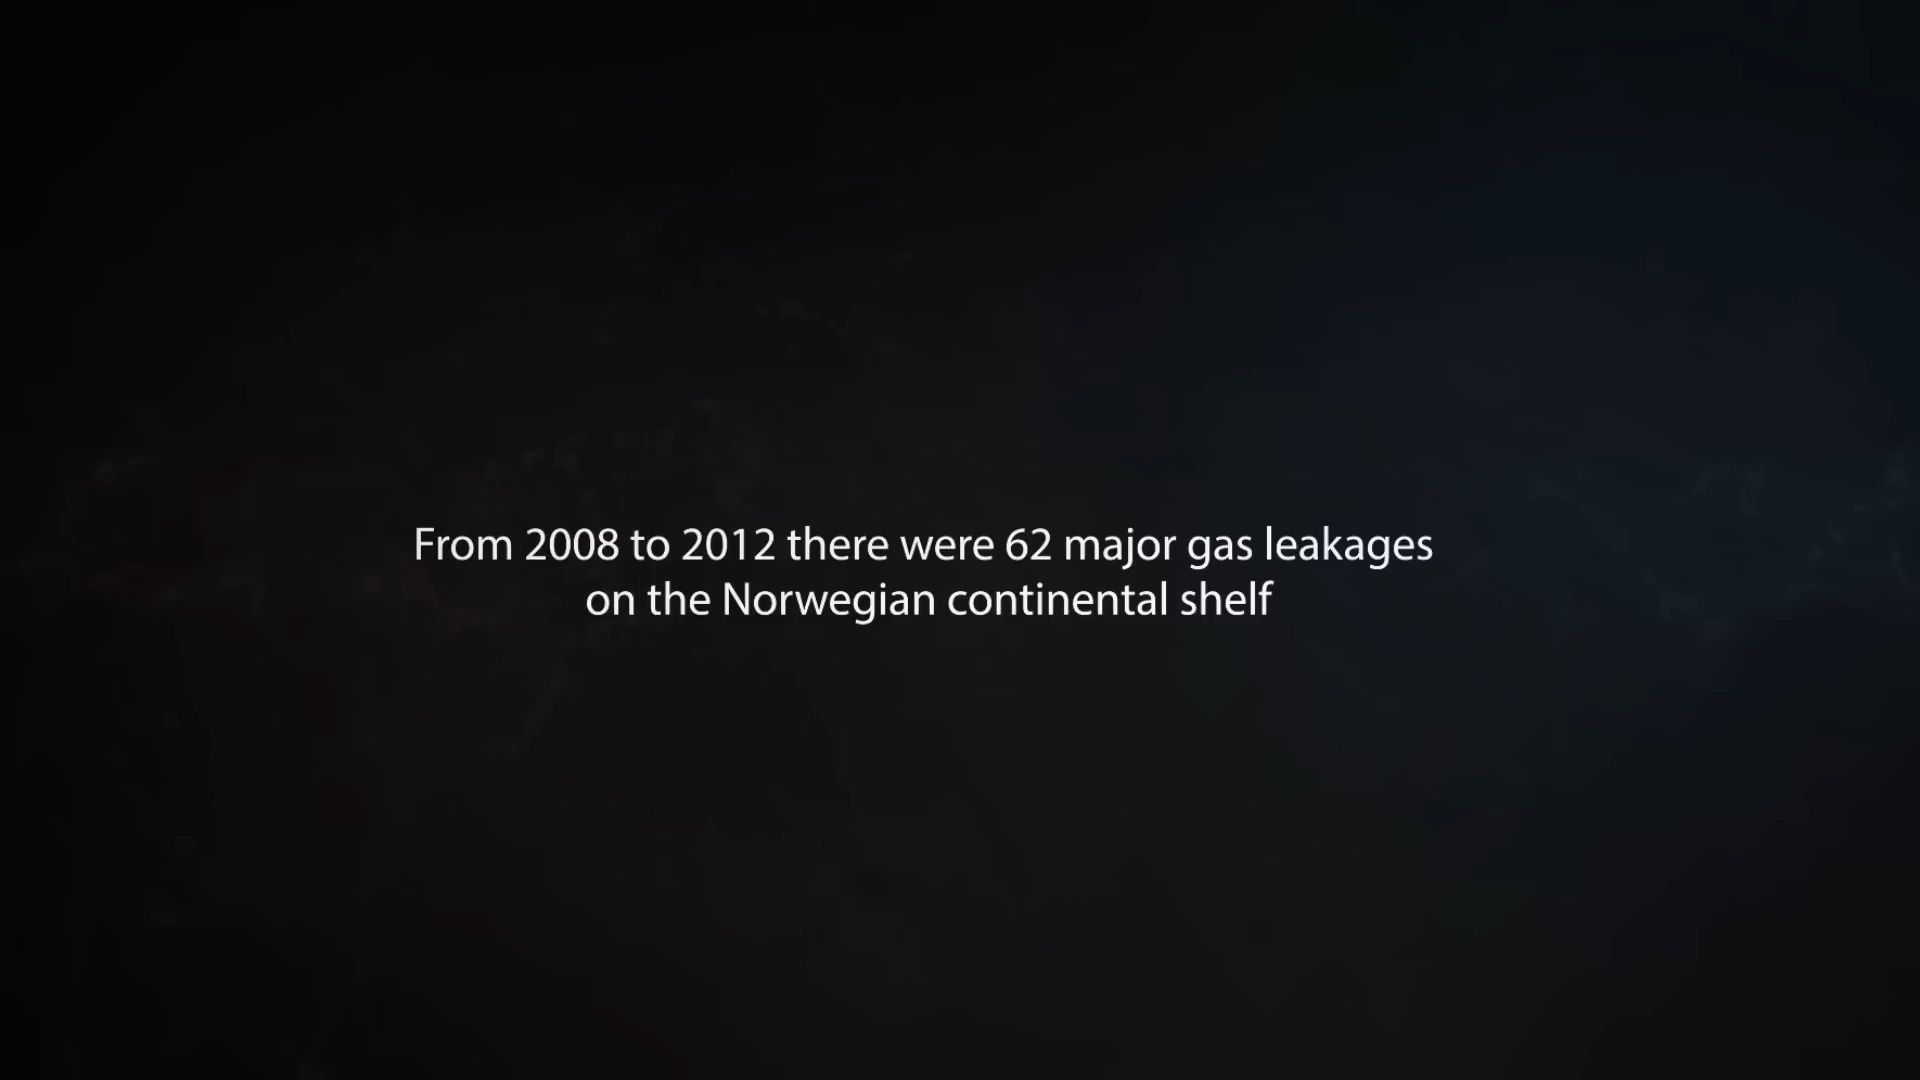 From 2008 to 2012 there were 62 major gas leakages
on the Norwegian continental shelf